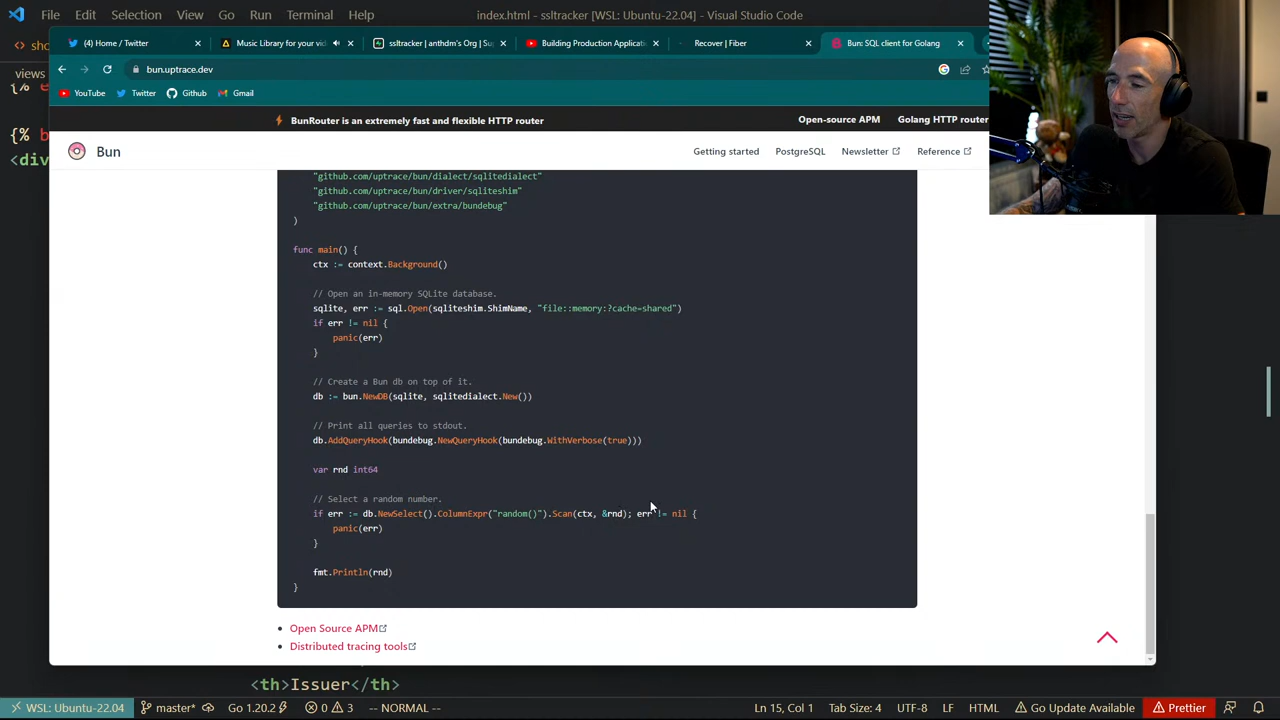 File Edit Selection View Go Run Terminal Help index.html - ssltracker [WSL: Ubuntu-22.04] - Visual Studio Code
(4) Home / Twitter Music Library for your vid ssltracker | anthdm's Org | Su Building Production Applicati Recover | Fiber Bun: SQL client for Golang
bun.uptrace.dev
YouTube Twitter Github Gmail
views
BunRouter is an extremely fast and flexible HTTP router Open-source APM Golang HTTP router
{% b
Bun Getting started PostgreSQL Newsletter Reference
<div
"github.com/uptrace/bun/dialect/sqlitedialect"
"github.com/uptrace/bun/driver/sqliteshim"
"github.com/uptrace/bun/extra/bundebug"
)
func main() {
ctx := context.Background()
// Open an in-memory SQLite database.
sqlite, err := sql.Open(sqliteshim.ShimName, "file::memory:?cache=shared")
if err != nil {
panic(err)
}
// Create a Bun db on top of it.
db := bun.NewDB(sqlite, sqlitedialect.New())
// Print all queries to stdout.
db.AddQueryHook(bundebug.NewQueryHook(bundebug.WithVerbose(true)))
var rnd int64
// Select a random number.
if err := db.NewSelect().ColumnExpr("random()").Scan(ctx, &rnd); err != nil {
panic(err)
}
fmt.Println(rnd)
}
Open Source APM
Distributed tracing tools
<th>Issuer</th>
WSL: Ubuntu-22.04 master* Go 1.20.2 0 3 -- NORMAL -- Ln 15, Col 1 Tab Size: 4 UTF-8 LF HTML Go Update Available Prettier